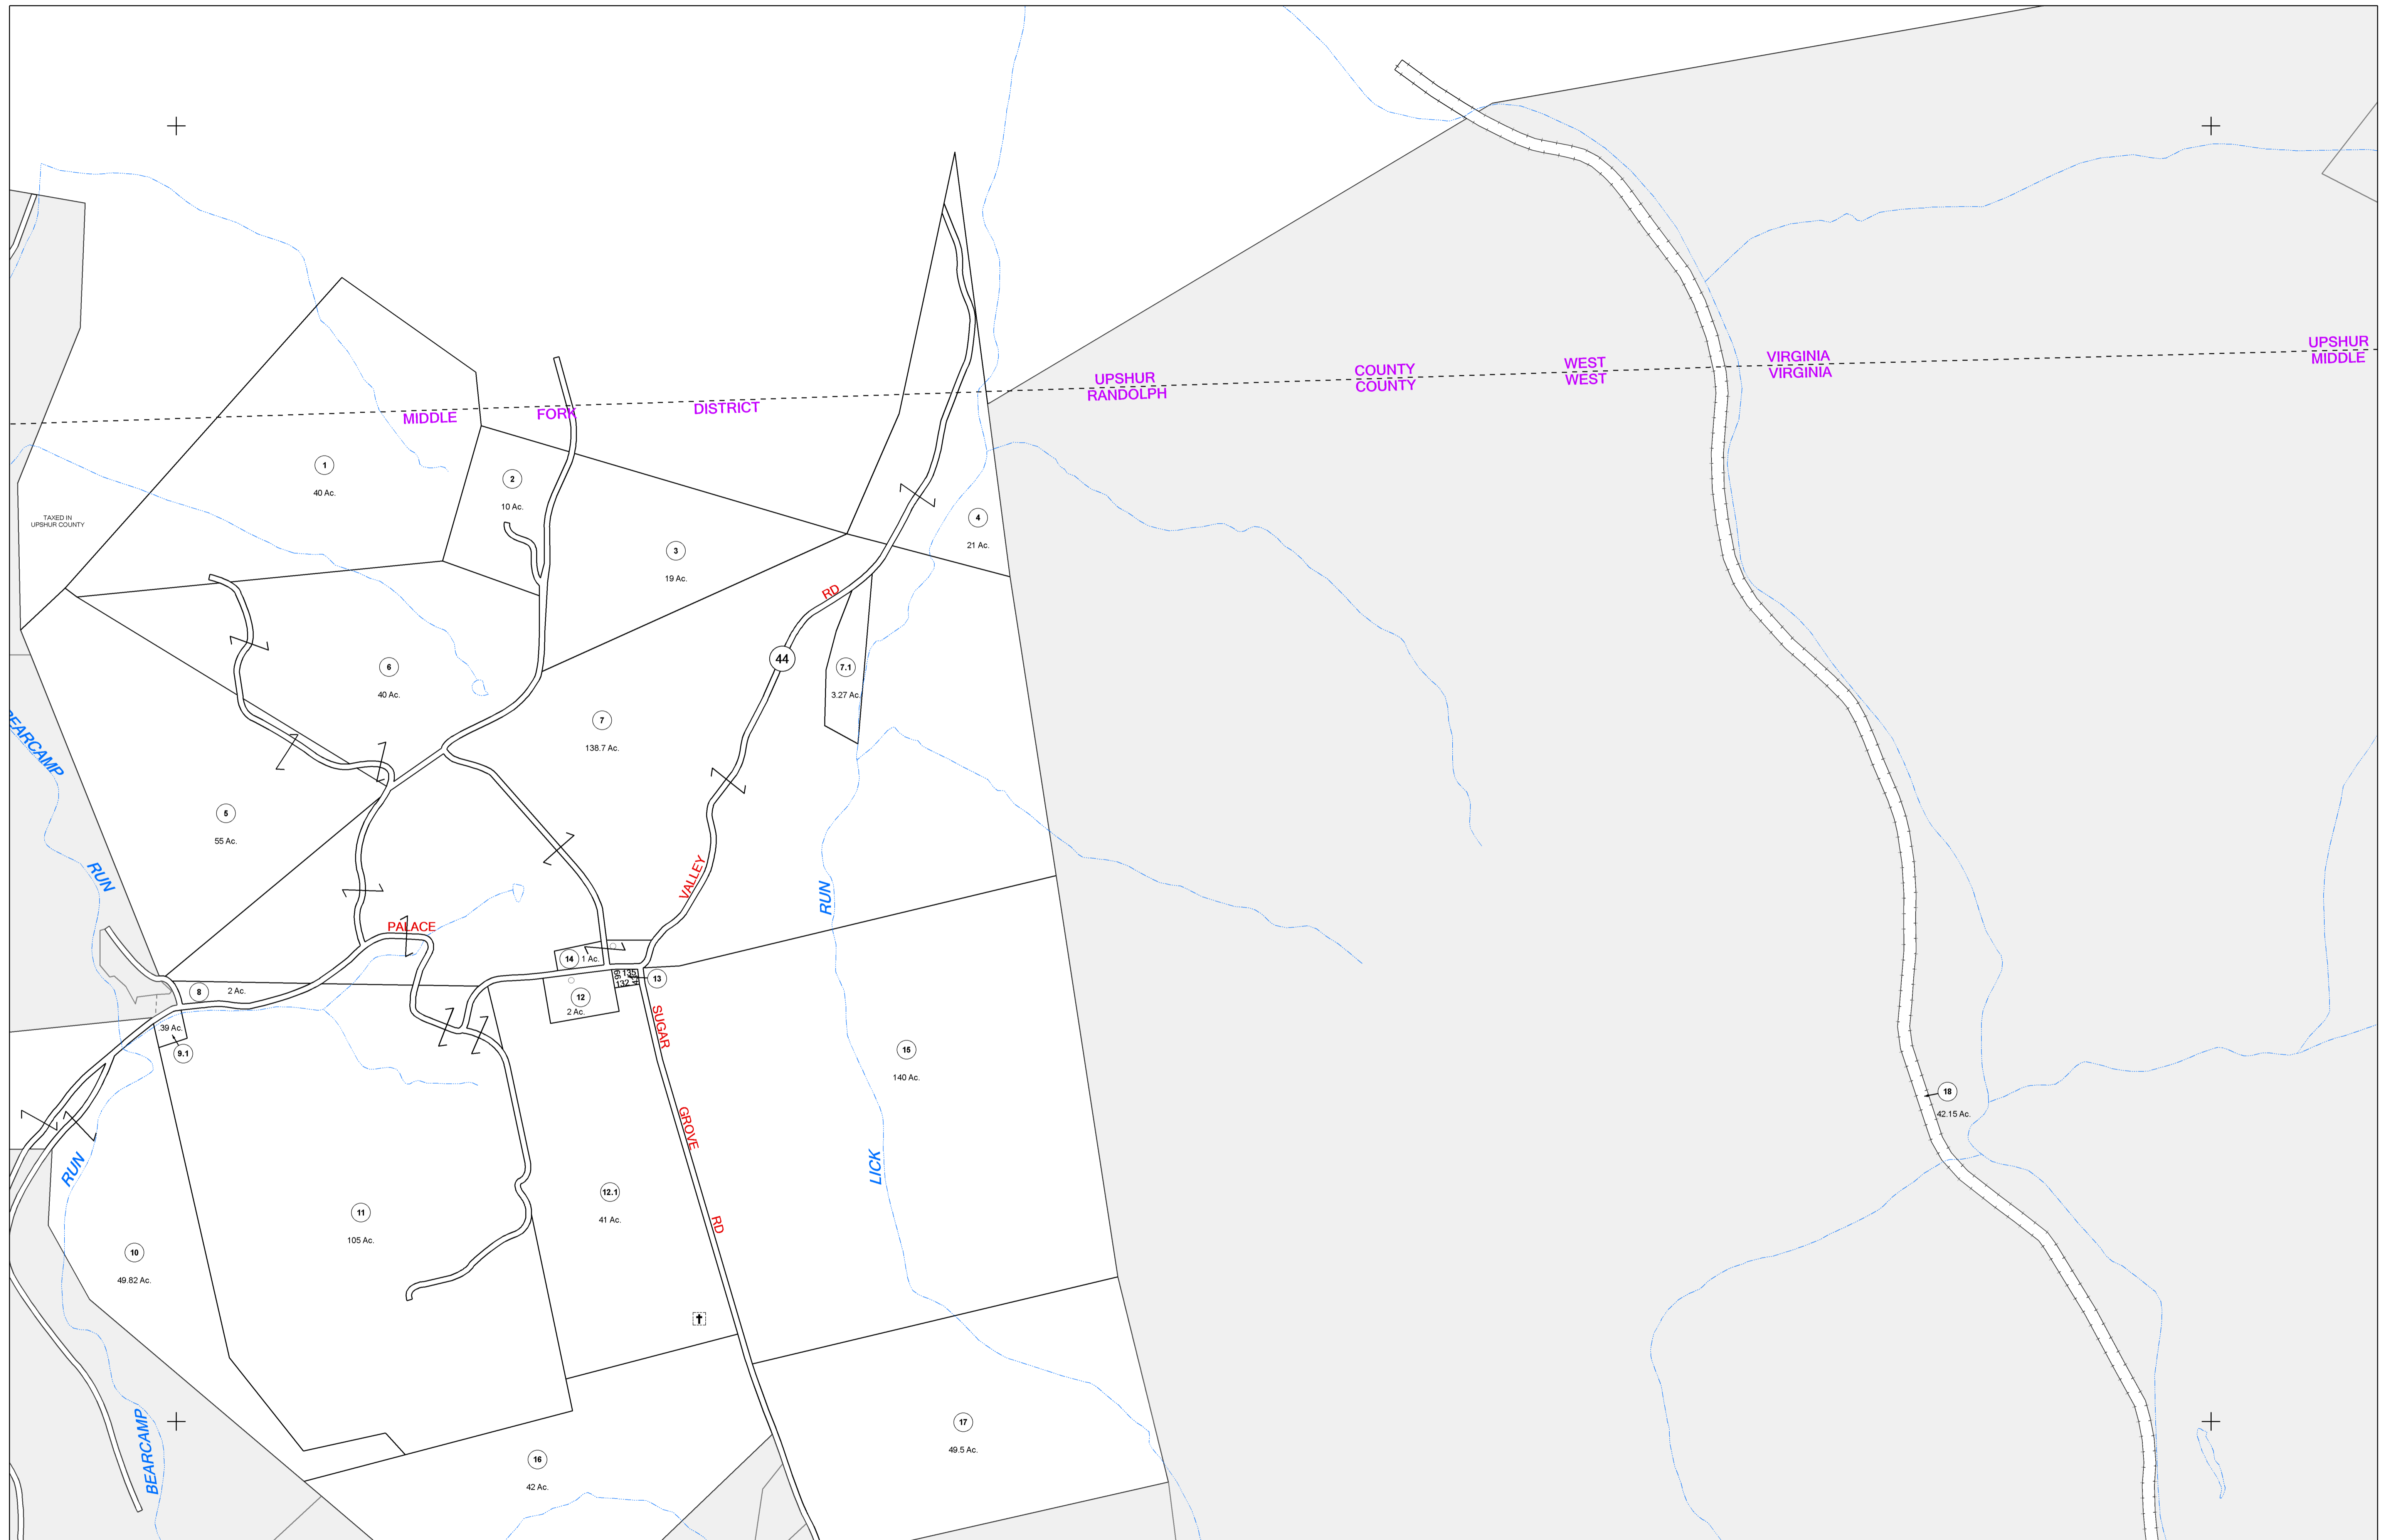 UPSHUR COUNTY WEST VIRGINIA UPSHUR
RANDOLPH COUNTY WEST VIRGINIA MIDDLE
MIDDLE FORK DISTRICT
1
40 Ac.
2
10 Ac.
TAXED IN
UPSHUR COUNTY
3
19 Ac.
4
21 Ac.
RD
44
6
40 Ac.
7.1
3.27 Ac.
7
138.7 Ac.
BEARCAMP
RUN
5
55 Ac.
VALLEY
RUN
PALACE
14
1 Ac.
135
132
13
8
2 Ac.
12
2 Ac.
.39 Ac.
9.1
SUGAR
15
140 Ac.
18
42.15 Ac.
GROVE
RUN
LICK
12.1
41 Ac.
11
105 Ac.
RD
10
49.82 Ac.
BEARCAMP
17
49.5 Ac.
16
42 Ac.